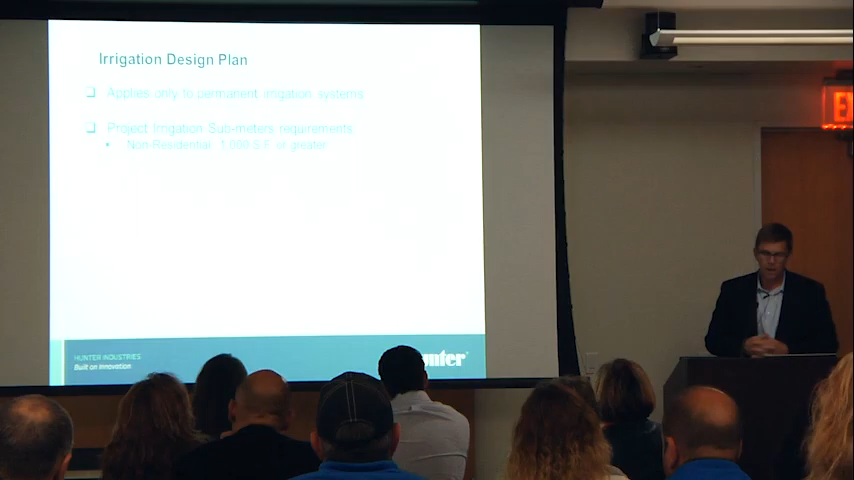 Irrigation Design Plan
❑ Applies only to permanent irrigation systems
❑ Project Irrigation Sub-meters requirements
• Non-Residential: 1,000 S.F. or greater
HUNTER INDUSTRIES
Built on Innovation